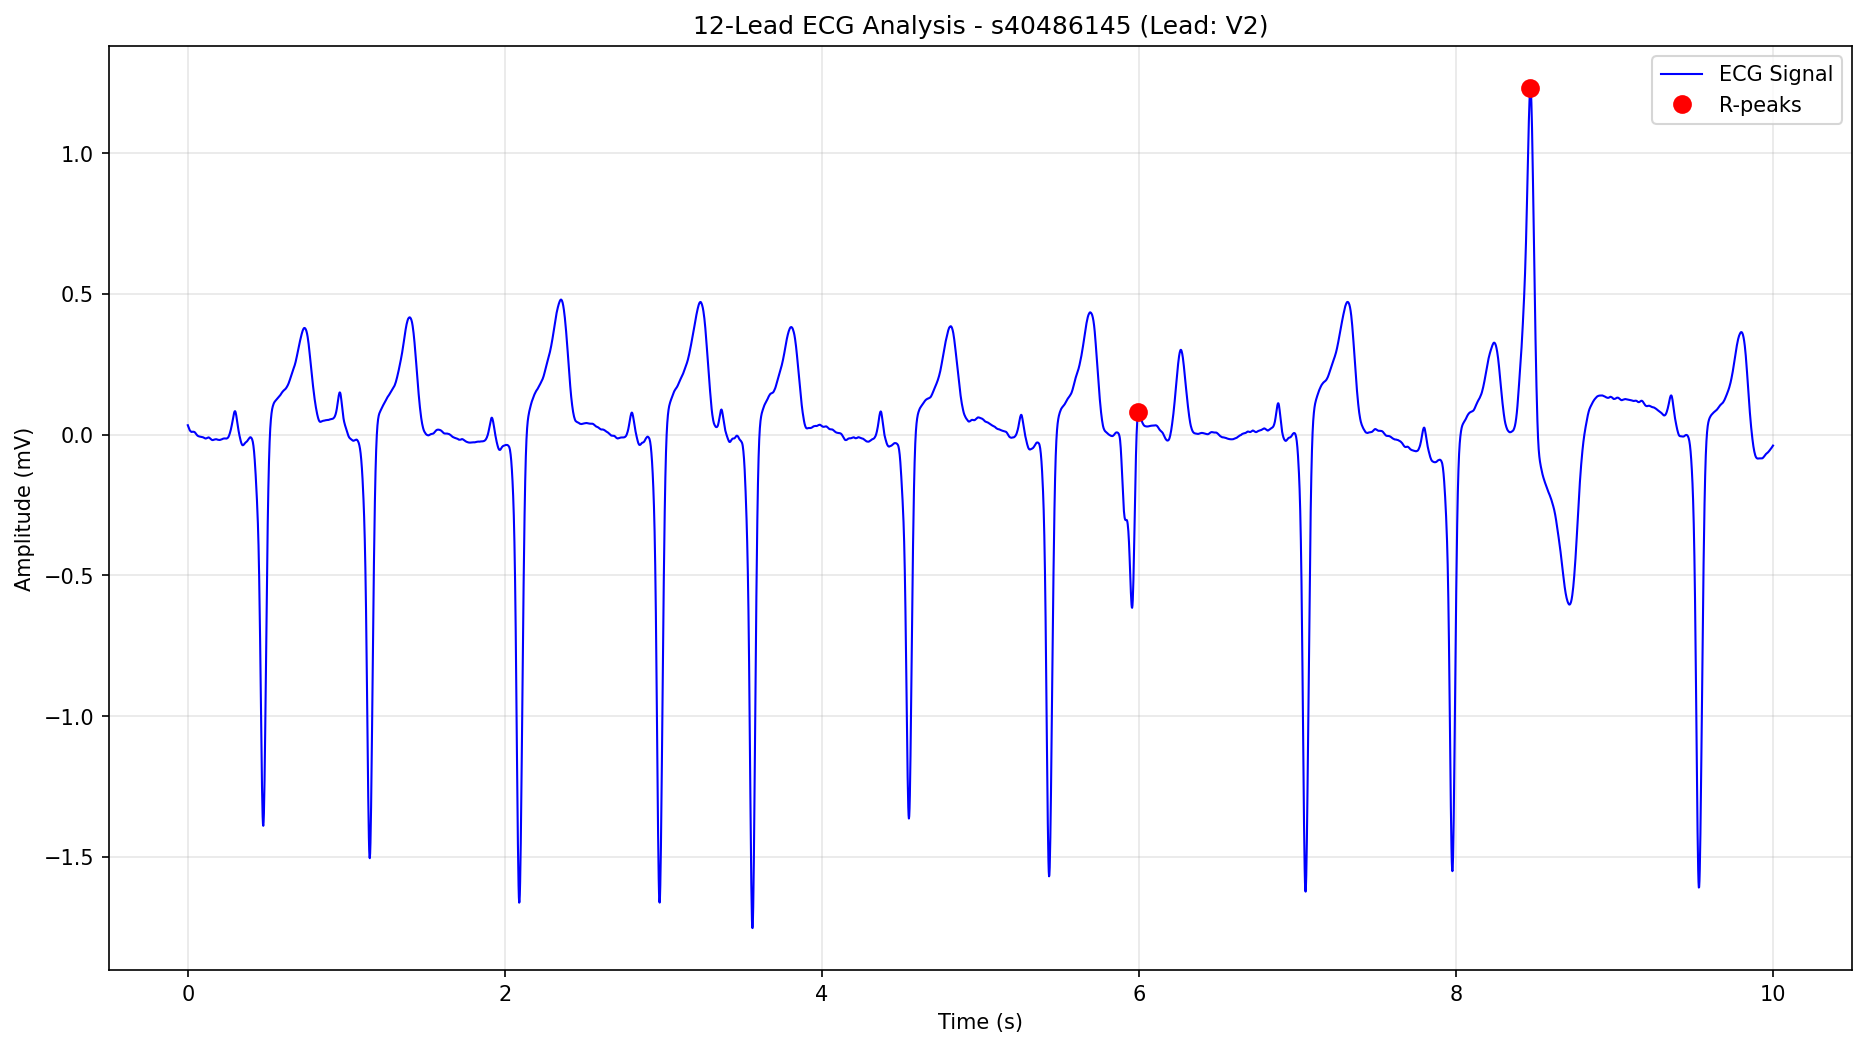 12-Lead ECG Analysis - s40486145 (Lead: V2)
ECG Signal
R-peaks
Amplitude (mV)
1.0
0.5
0.0
−0.5
−1.0
−1.5
0 2 4 6 8 10
Time (s)